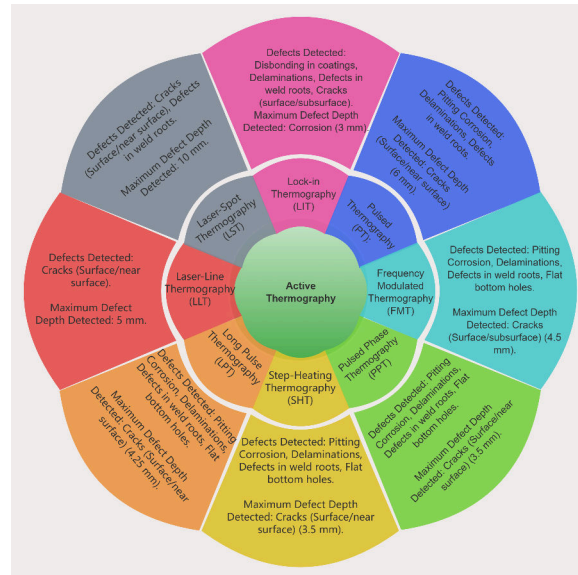 Defects Detected:
Disbonding in coatings,
Delaminations, Defects in
weld roots, Cracks
(surface/subsurface).
Maximum Defect Depth
Detected: Corrosion (3 mm).
Lock-in
Thermography
(LIT)
Defects Detected:
Pitting Corrosion,
Delaminations, Defects
in weld roots.
Maximum Defect Depth
Detected: Cracks
(Surface/near surface)
(6 mm).
Pulsed
Thermography
(PT):
Defects Detected: Pitting
Corrosion, Delaminations,
Defects in weld roots, Flat
bottom holes.
Maximum Defect Depth
Detected: Cracks
(Surface/subsurface) (4.5
mm).
Frequency
Modulated
Thermography
(FMT)
Defects Detected: Pitting
Corrosion, Delaminations,
Defects in weld roots, Flat
bottom holes.
Maximum Defect Depth
Detected: Cracks (Surface/near
surface) (3.5 mm).
Pulsed Phase
Thermography
(PPT)
Step-Heating
Thermography
(SHT)
Defects Detected: Pitting
Corrosion, Delaminations,
Defects in weld roots, Flat
bottom holes.
Maximum Defect Depth
Detected: Cracks (Surface/near
surface) (3.5 mm).
Long Pulse
Thermography
(LPT)
Defects Detected: Pitting
Corrosion, Delaminations,
Defects in weld roots, Flat
bottom holes.
Maximum Defect Depth
Detected: Cracks (Surface/near
surface) (4.25 mm).
Laser-Line
Thermography
(LLT)
Defects Detected:
Cracks (Surface/near
surface).
Maximum Defect
Depth Detected: 5 mm.
Laser-Spot
Thermography
(LST)
Defects Detected: Cracks
(Surface/near surface), Defects
in weld roots.
Maximum Defect Depth
Detected: 10 mm.
Active
Thermography